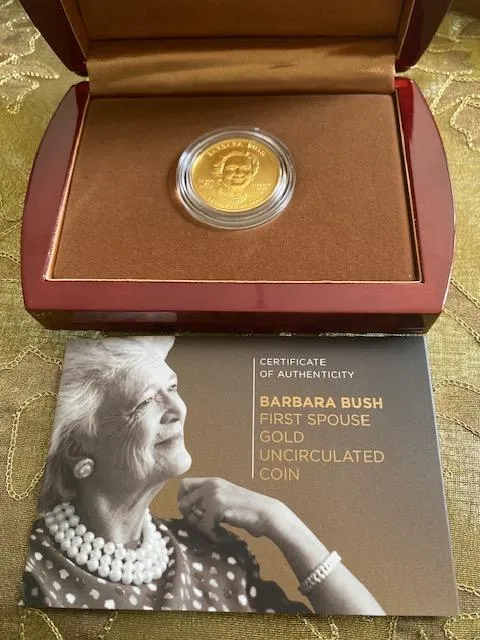 BARBARA BUSH
CERTIFICATE
OF AUTHENTICITY
BARBARA BUSH
FIRST SPOUSE
GOLD
UNCIRCULATED
COIN